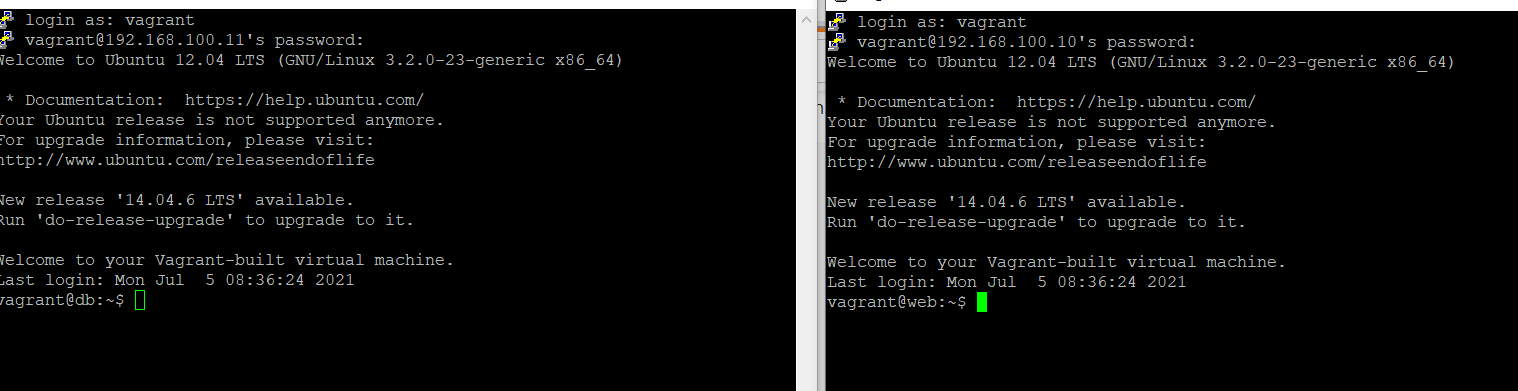 login as: vagrant
vagrant@192.168.100.11's password:
Welcome to Ubuntu 12.04 LTS (GNU/Linux 3.2.0-23-generic x86_64)
* Documentation:  https://help.ubuntu.com/
Your Ubuntu release is not supported anymore.
For upgrade information, please visit:
http://www.ubuntu.com/releaseendoflife
New release '14.04.6 LTS' available.
Run 'do-release-upgrade' to upgrade to it.
Welcome to your Vagrant-built virtual machine.
Last login: Mon Jul  5 08:36:24 2021
vagrant@db:~$
login as: vagrant
vagrant@192.168.100.10's password:
Welcome to Ubuntu 12.04 LTS (GNU/Linux 3.2.0-23-generic x86_64)
* Documentation:  https://help.ubuntu.com/
Your Ubuntu release is not supported anymore.
For upgrade information, please visit:
http://www.ubuntu.com/releaseendoflife
New release '14.04.6 LTS' available.
Run 'do-release-upgrade' to upgrade to it.
Welcome to your Vagrant-built virtual machine.
Last login: Mon Jul  5 08:36:24 2021
vagrant@web:~$